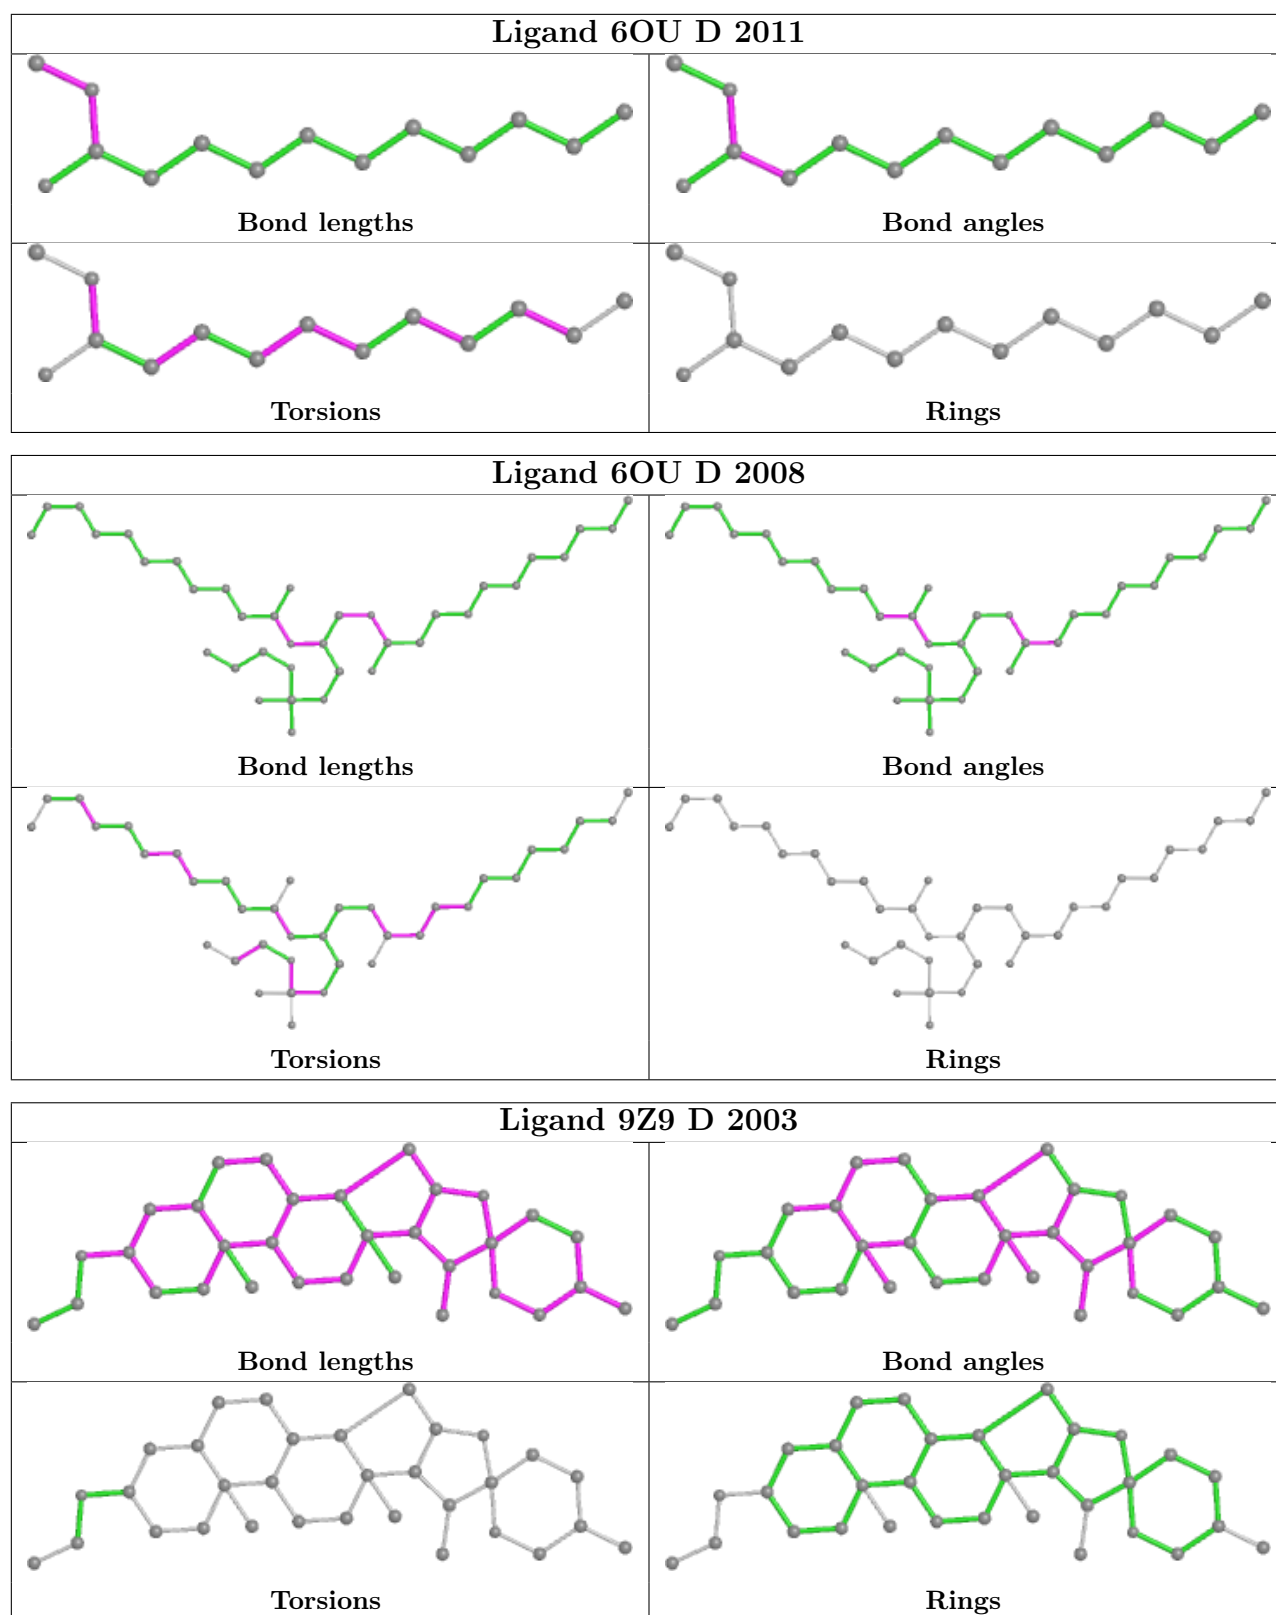 Ligand 6OU D 2011
Bond lengths
Bond angles
Torsions
Rings
Ligand 6OU D 2008
Bond lengths
Bond angles
Torsions
Rings
Ligand 9Z9 D 2003
Bond lengths
Bond angles
Torsions
Rings